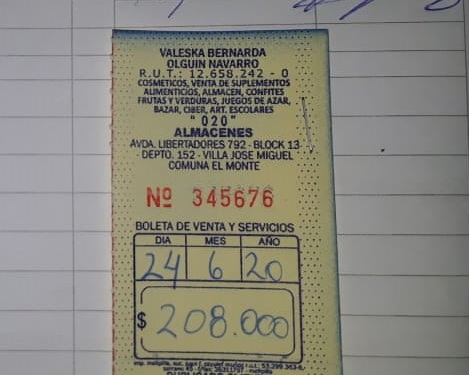 VALESKA BERNARDA
OLGUIN NAVARRO
R.U.T.: 12.658.242 - 0
COSMETICOS, VENTA DE SUPLEMENTOS
ALIMENTICIOS, ALMACEN, CONFITES
FRUTAS Y VERDURAS, JUEGOS DE AZAR,
BAZAR, CIBER, ART. ESCOLARES
"020"
ALMACENES
AVDA. LIBERTADORES 792 - BLOCK 13
- DEPTO. 152 - VILLA JOSE MIGUEL
COMUNA EL MONTE
Nº 345676
BOLETA DE VENTA Y SERVICIOS
DIA MES AÑO
24 6 20
$ 208.000